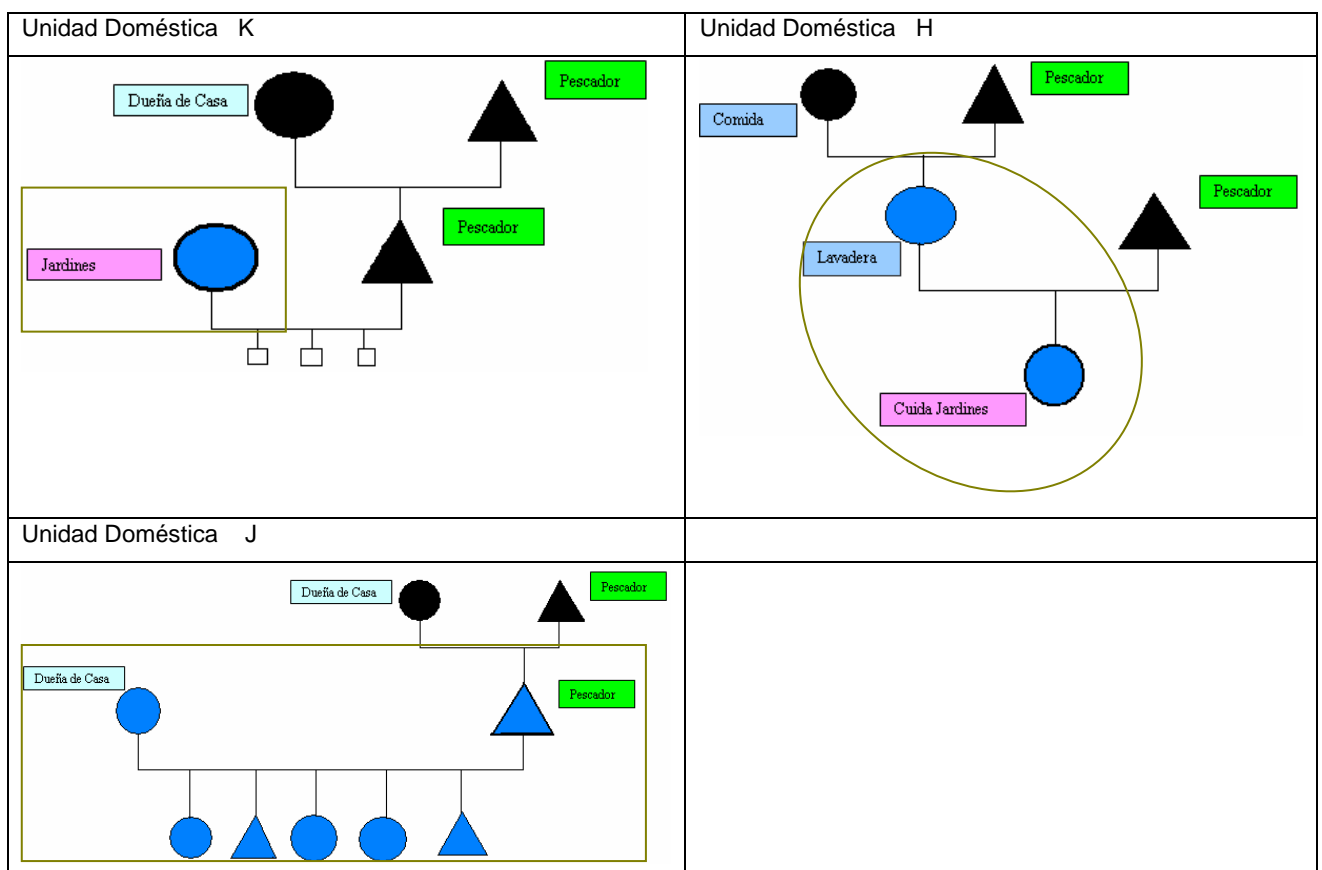 Unidad Doméstica K
Unidad Doméstica H
Dueña de Casa
Pescador
Jardines
Pescador
Comida
Pescador
Lavadera
Pescador
Cuida Jardines
Unidad Doméstica J
Dueña de Casa
Pescador
Dueña de Casa
Pescador